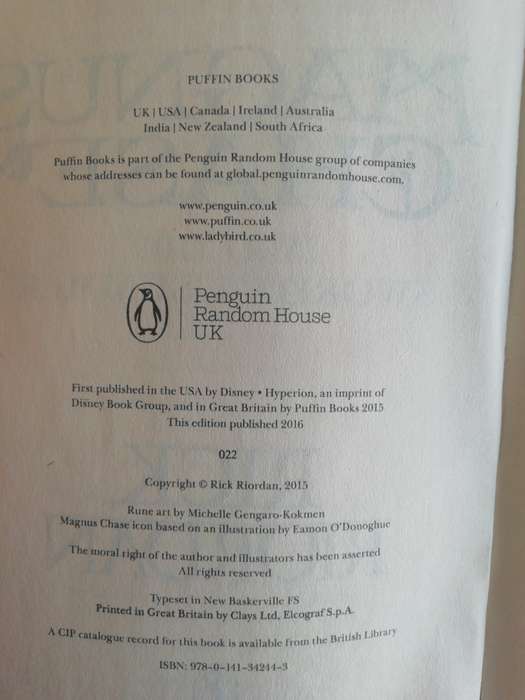 PUFFIN BOOKS
UK | USA | Canada | Ireland | Australia
India | New Zealand | South Africa
Puffin Books is part of the Penguin Random House group of companies
whose addresses can be found at global.penguinrandomhouse.com.
www.penguin.co.uk
www.puffin.co.uk
www.ladybird.co.uk
Penguin
Random House
UK
First published in the USA by Disney • Hyperion, an imprint of
Disney Book Group, and in Great Britain by Puffin Books 2015
This edition published 2016
022
Copyright © Rick Riordan, 2015
Rune art by Michelle Gengaro-Kokmen
Magnus Chase icon based on an illustration by Eamon O'Donoghue
The moral right of the author and illustrators has been asserted
All rights reserved
Typeset in New Baskerville FS
Printed in Great Britain by Clays Ltd, Elcograf S.p.A.
A CIP catalogue record for this book is available from the British Library
ISBN: 978-0-141-34244-3